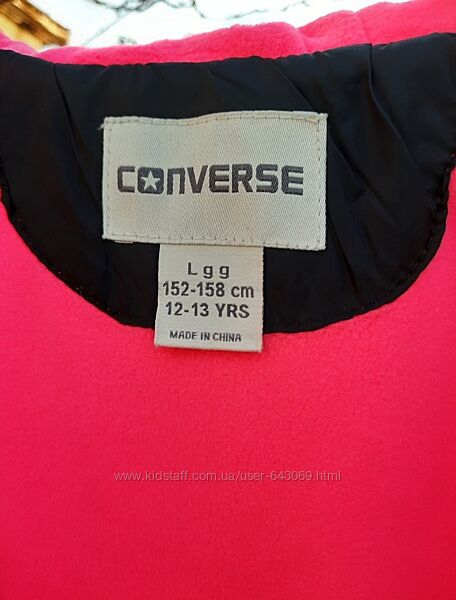 CONVERSE
L g g
152-158 cm
12-13 YRS
MADE IN CHINA
www.kidstaff.com.ua/user-643069.html